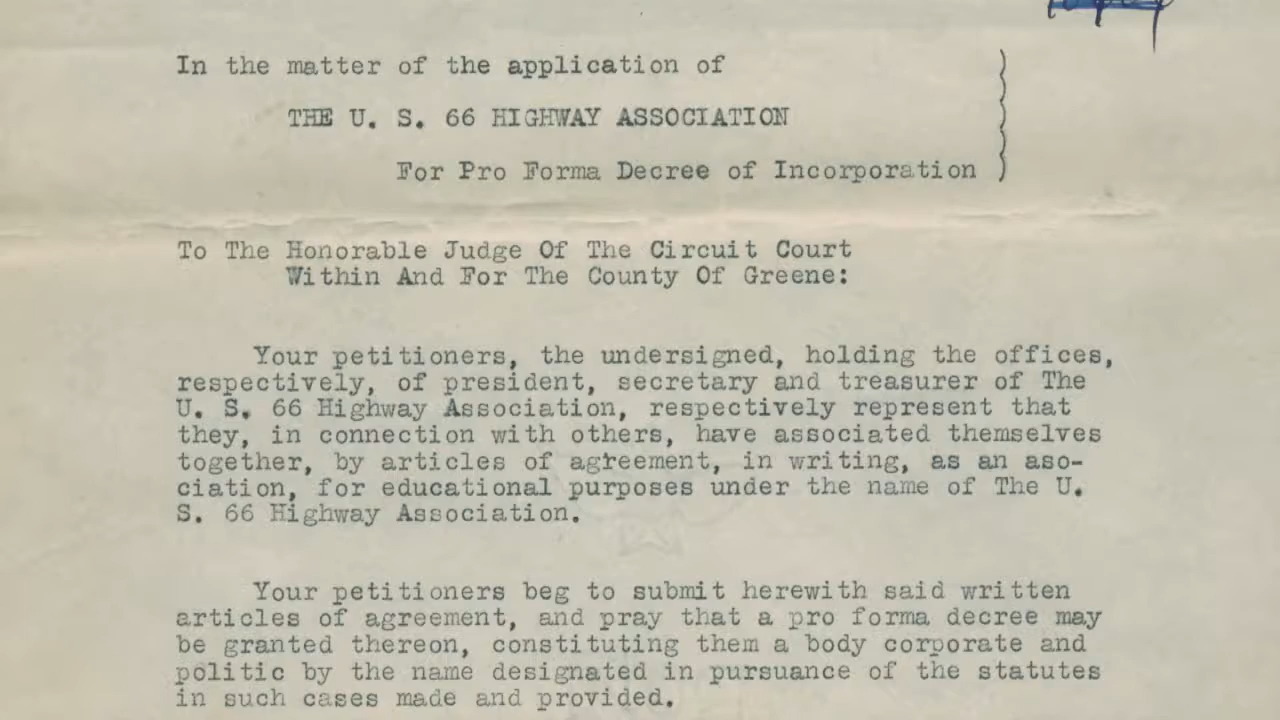 In the matter of the application of
THE U. S. 66 HIGHWAY ASSOCIATION
For Pro Forma Decree of Incorporation
To The Honorable Judge Of The Circuit Court
Within And For The County Of Greene:
Your petitioners, the undersigned, holding the offices,
respectively, of president, secretary and treasurer of The
U. S. 66 Highway Association, respectively represent that
they, in connection with others, have associated themselves
together, by articles of agreement, in writing, as an aso-
ciation, for educational purposes under the name of The U.
S. 66 Highway Association.
Your petitioners beg to submit herewith said written
articles of agreement, and pray that a pro forma decree may
be granted thereon, constituting them a body corporate and
politic by the name designated in pursuance of the statutes
in such cases made and provided.